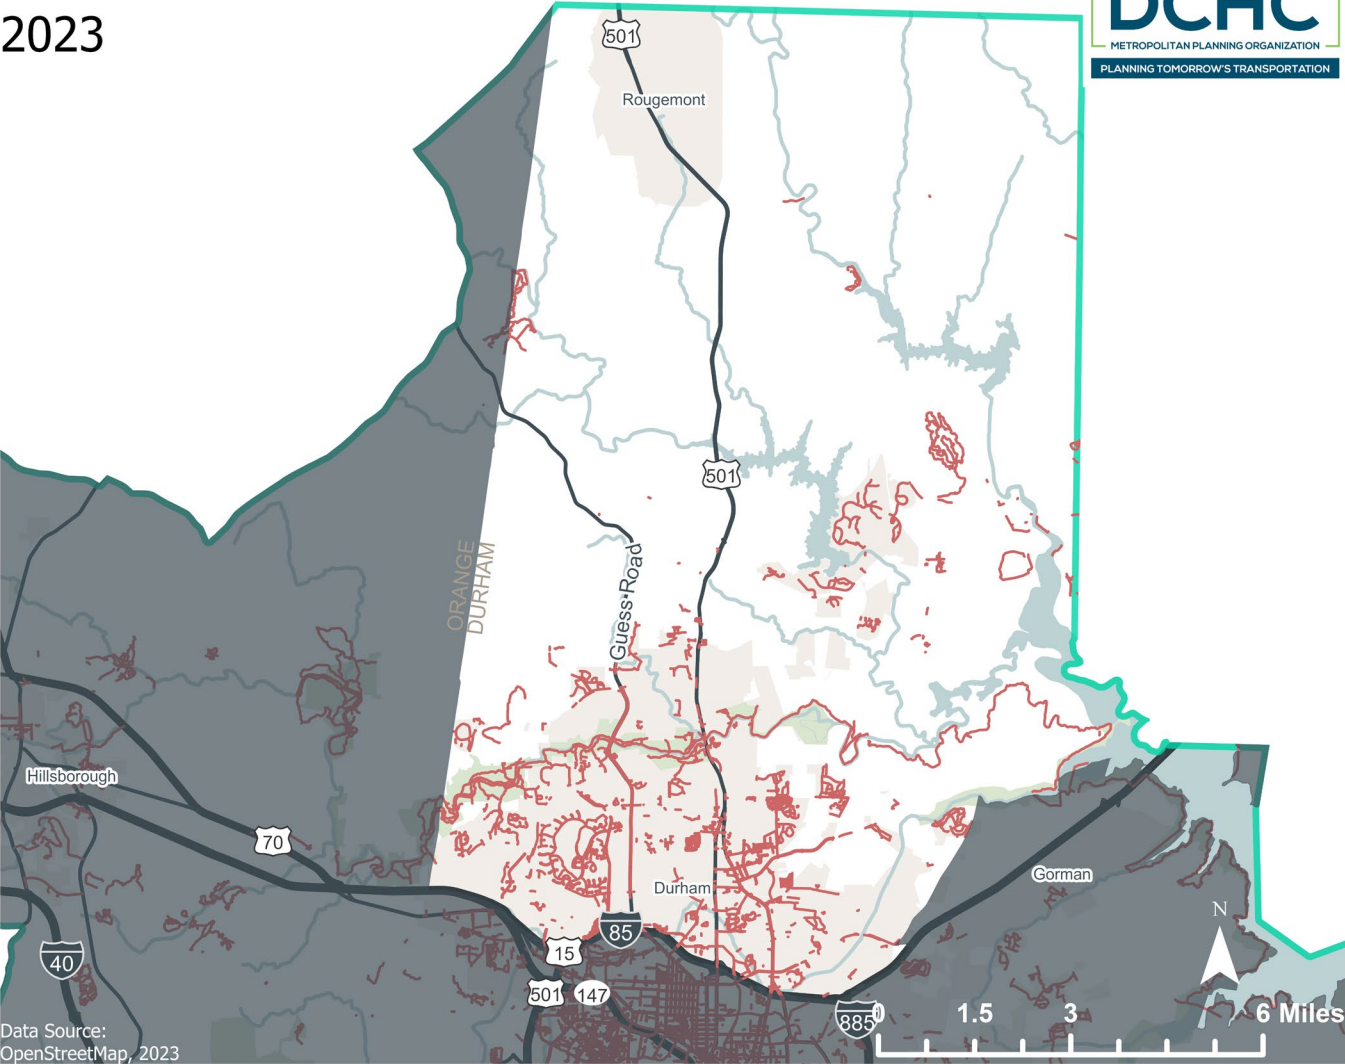 2023
DCHC
METROPOLITAN PLANNING ORGANIZATION
PLANNING TOMORROW'S TRANSPORTATION
501
Rougemont
501
ORANGE
DURHAM
Guess Road
Hillsborough
70
Durham
Gorman
85
15
40
501
147
885
N
0 1.5 3 6 Miles
Data Source:
OpenStreetMap, 2023